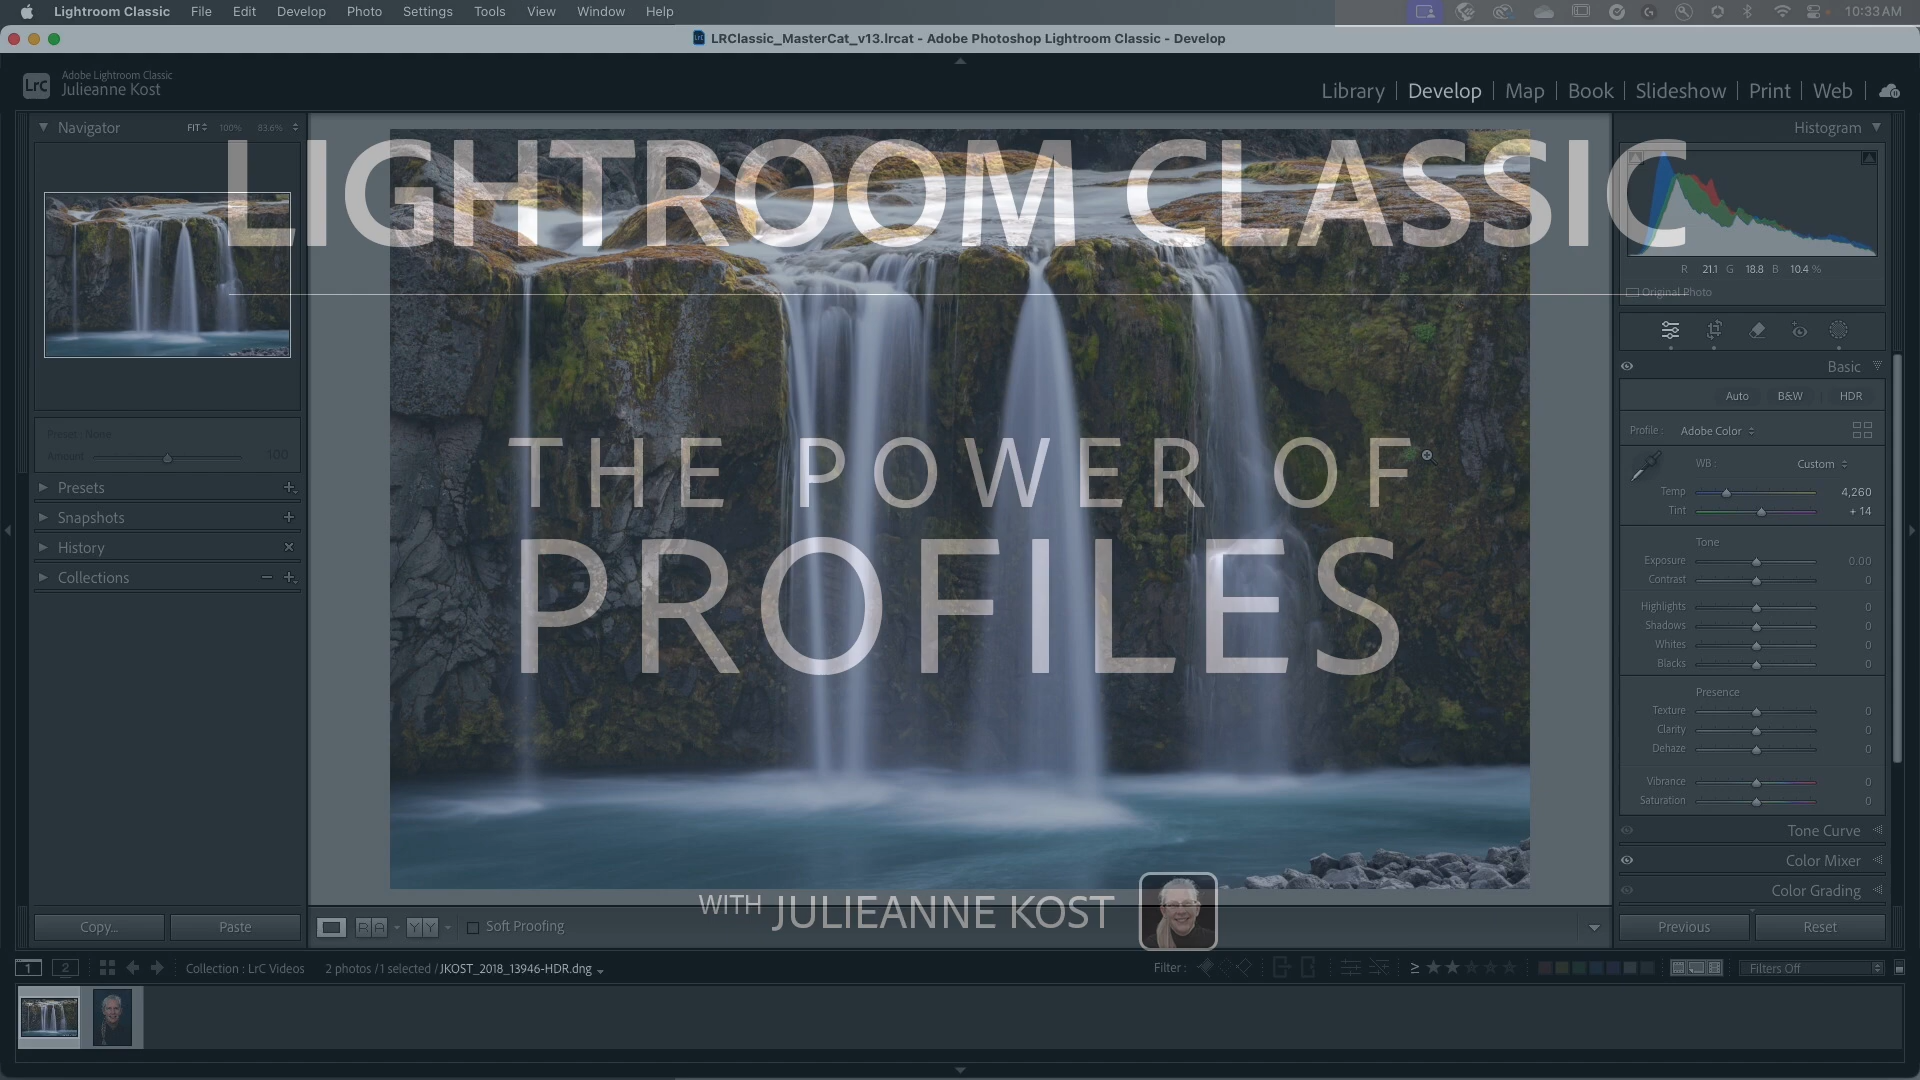 Lightroom Classic File Edit Develop Photo Settings Tools View Window Help 10:33 AM
LRClassic_MasterCat_v13.lrcat - Adobe Photoshop Lightroom Classic - Develop
LrC Adobe Lightroom Classic
Julieanne Kost
Library | Develop | Map | Book | Slideshow | Print | Web
Navigator FIT 100% 83.6%
Histogram
LIGHTROOM CLASSIC
R 21.1 G 18.8 B 10.4 %
Original Photo
Basic
Auto B&W HDR
Profile : Adobe Color
WB : Custom
Temp 4,260
Tint + 14
Tone
Exposure 0.00
Contrast 0
Highlights 0
Shadows 0
Whites 0
Blacks 0
Presence
Texture 0
Clarity 0
Dehaze 0
Vibrance 0
Saturation 0
Tone Curve
Color Mixer
Color Grading
Previous Reset
Preset : None
Amount 100
Presets
Snapshots
History
Collections
THE POWER OF
PROFILES
WITH JULIEANNE KOST
Copy... Paste
R A Y Y Soft Proofing
1 2 Collection : LrC Videos 2 photos / 1 selected / JKOST_2018_13946-HDR.dng
Filter : ≥ ★ ★ ★ ★ ★ Filters Off